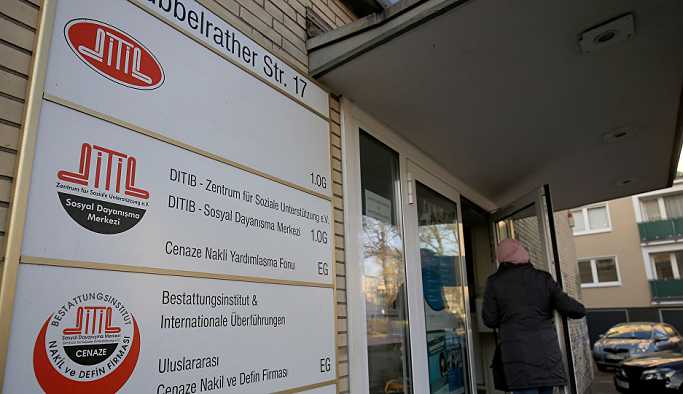 ubbelrather Str. 17
DITIB
DITIB
Zentrum für Soziale Unterstützung e.V.
Sosyal Dayanışma
Merkezi
DITIB - Zentrum für Soziale Unterstützung e.V. 1.OG
DITIB - Sosyal Dayanışma Merkezi 1.OG
Cenaze Nakli Yardımlaşma Fonu EG
BESTATTUNGSINSTITUT
DITIB
CENAZE
NAKİL VE DEFİN FİRMASI
Bestattungsinstitut &
Internationale Überführungen
Uluslararası EG
Cenaze Nakil ve Defin Firması